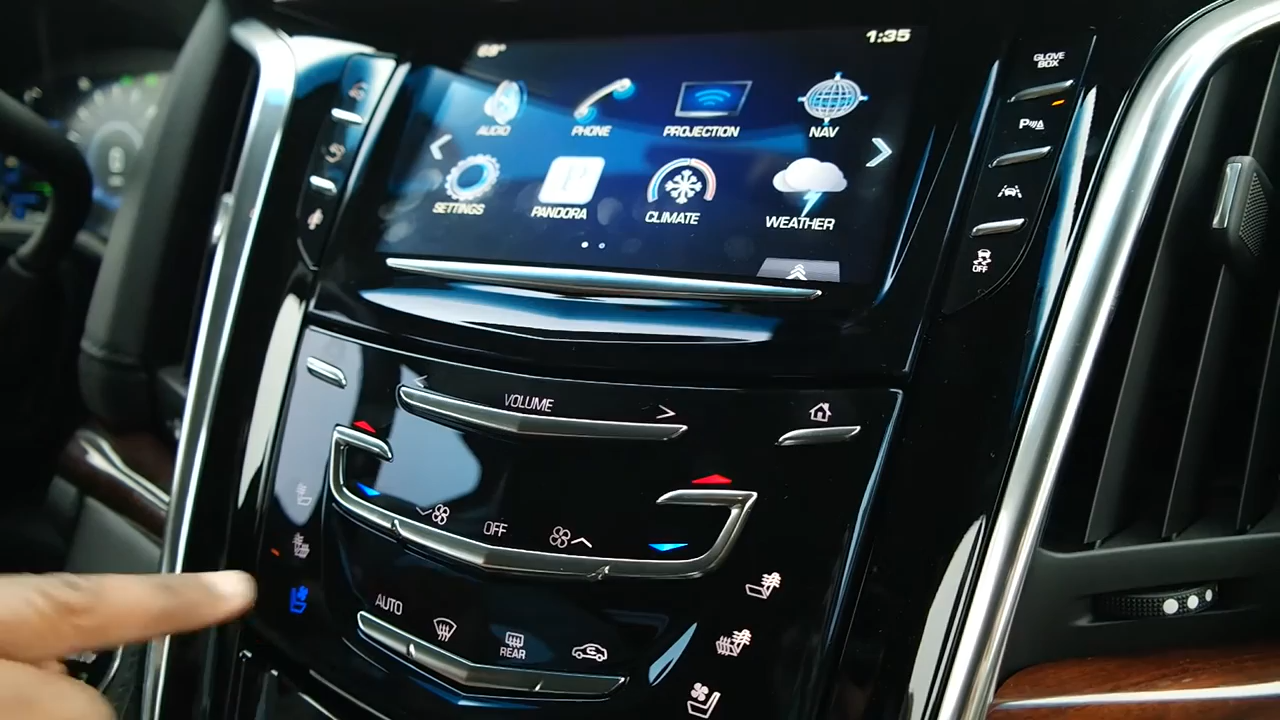 1:35
GLOVE
BOX
AUDIO
PHONE
PROJECTION
NAV
SETTINGS
PANDORA
CLIMATE
WEATHER
OFF
VOLUME
OFF
AUTO
REAR